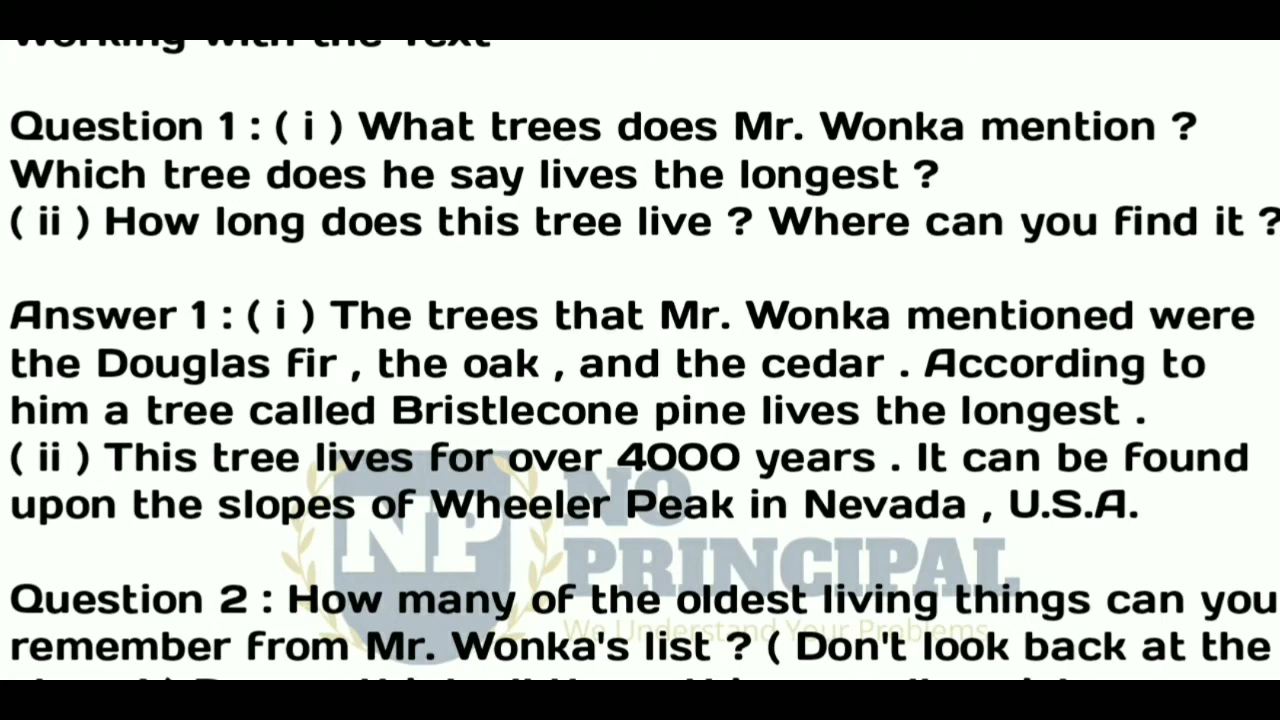 Working with the Text
Question 1 : ( i ) What trees does Mr. Wonka mention ?
Which tree does he say lives the longest ?
( ii ) How long does this tree live ? Where can you find it ?
Answer 1 : ( i ) The trees that Mr. Wonka mentioned were
the Douglas fir , the oak , and the cedar . According to
him a tree called Bristlecone pine lives the longest .
( ii ) This tree lives for over 4000 years . It can be found
upon the slopes of Wheeler Peak in Nevada , U.S.A.
NP
NO
PRINCIPAL
We Understand Your Problems
Question 2 : How many of the oldest living things can you
remember from Mr. Wonka's list ? ( Don't look back at the